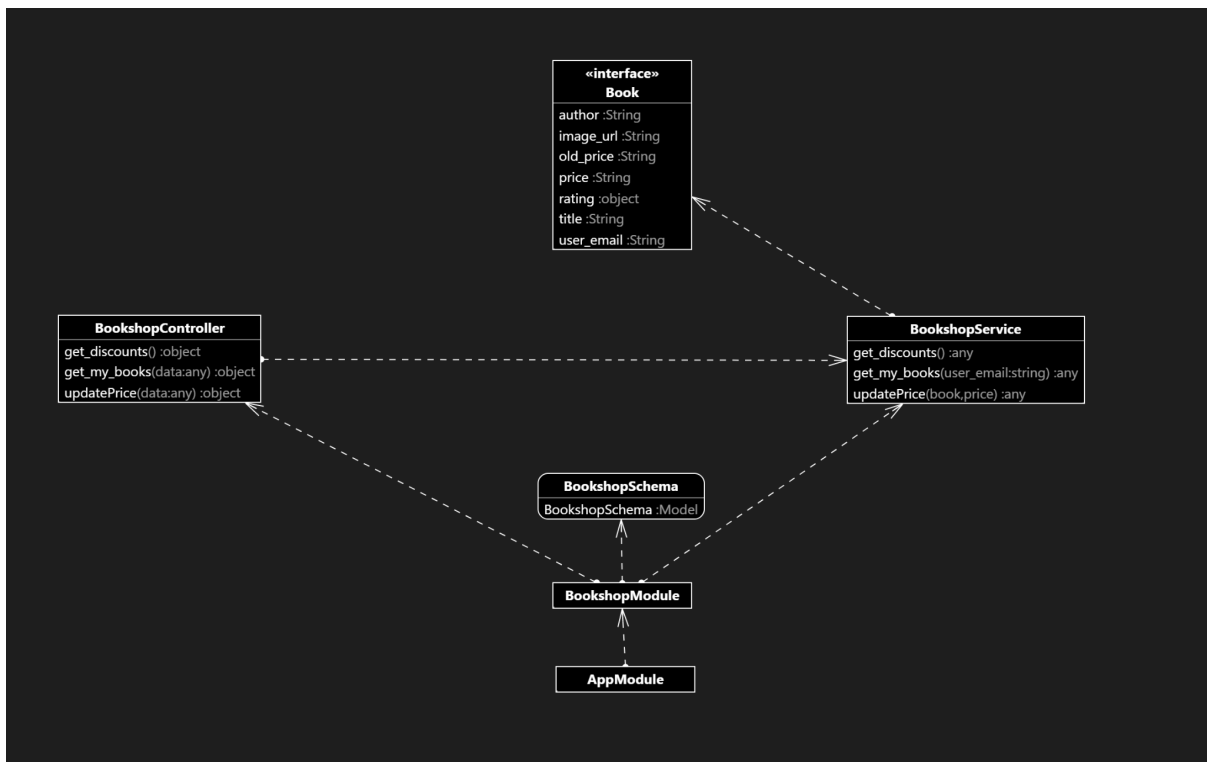 «interface»
Book
author :String
image_url :String
old_price :String
price :String
rating :object
title :String
user_email :String
BookshopController
get_discounts() :object
get_my_books(data:any) :object
updatePrice(data:any) :object
BookshopService
get_discounts() :any
get_my_books(user_email:string) :any
updatePrice(book,price) :any
BookshopSchema
BookshopSchema :Model
BookshopModule
AppModule